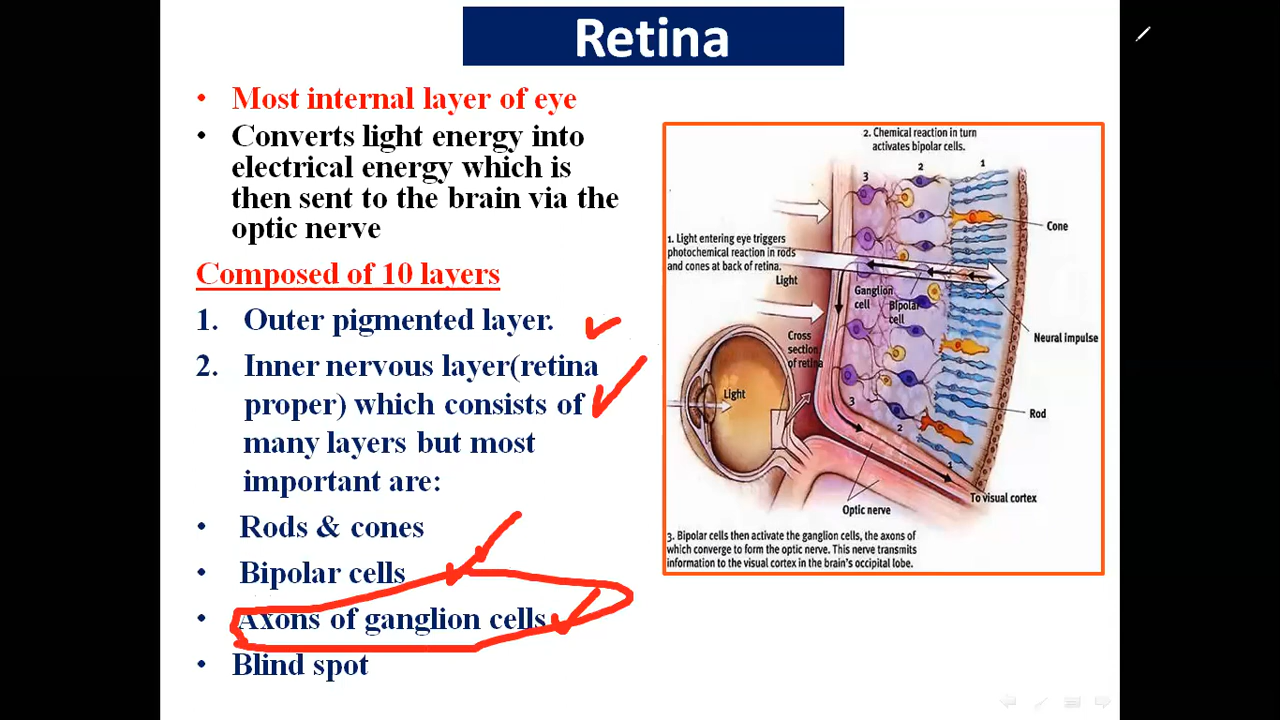 Retina
• Most internal layer of eye
• Converts light energy into
electrical energy which is
then sent to the brain via the
optic nerve
Composed of 10 layers
1. Outer pigmented layer.
2. Inner nervous layer(retina
proper) which consists of
many layers but most
important are:
• Rods & cones
• Bipolar cells
• Axons of ganglion cells
• Blind spot
2. Chemical reaction in turn
activates bipolar cells.
1
2
3
Cone
1. Light entering eye triggers
photochemical reaction in rods
and cones at back of retina.
Light
Ganglion
cell
Bipolar
cell
Neural impulse
Cross
section
of retina
Light
Rod
3
2
1
To visual cortex
Optic nerve
3. Bipolar cells then activate the ganglion cells, the axons of
which converge to form the optic nerve. This nerve transmits
information to the visual cortex in the brain's occipital lobe.